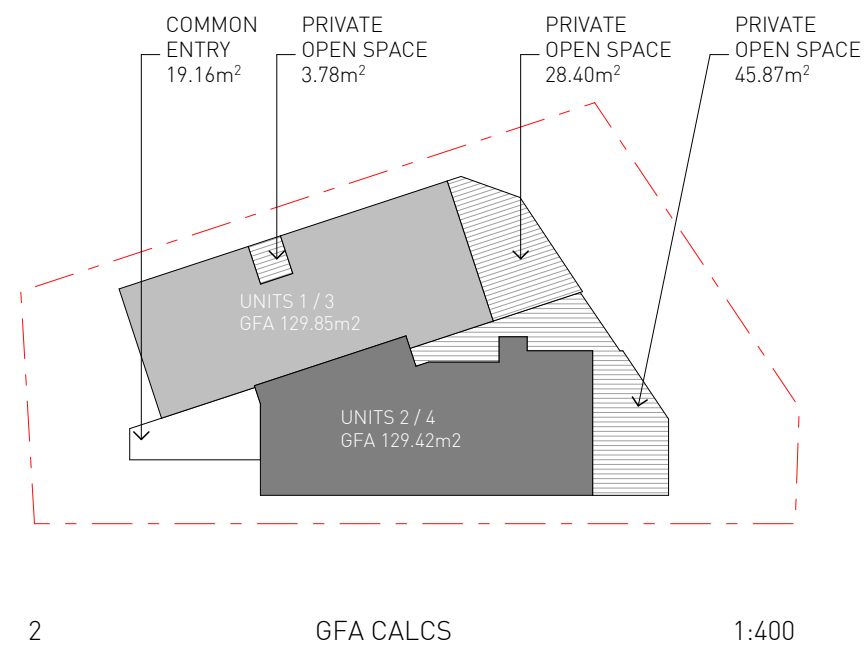 COMMON
ENTRY
19.16m²
PRIVATE
OPEN SPACE
3.78m²
PRIVATE
OPEN SPACE
28.40m²
PRIVATE
OPEN SPACE
45.87m²
UNITS 1 / 3
GFA 129.85m2
UNITS 2 / 4
GFA 129.42m2
2 GFA CALCS 1:400